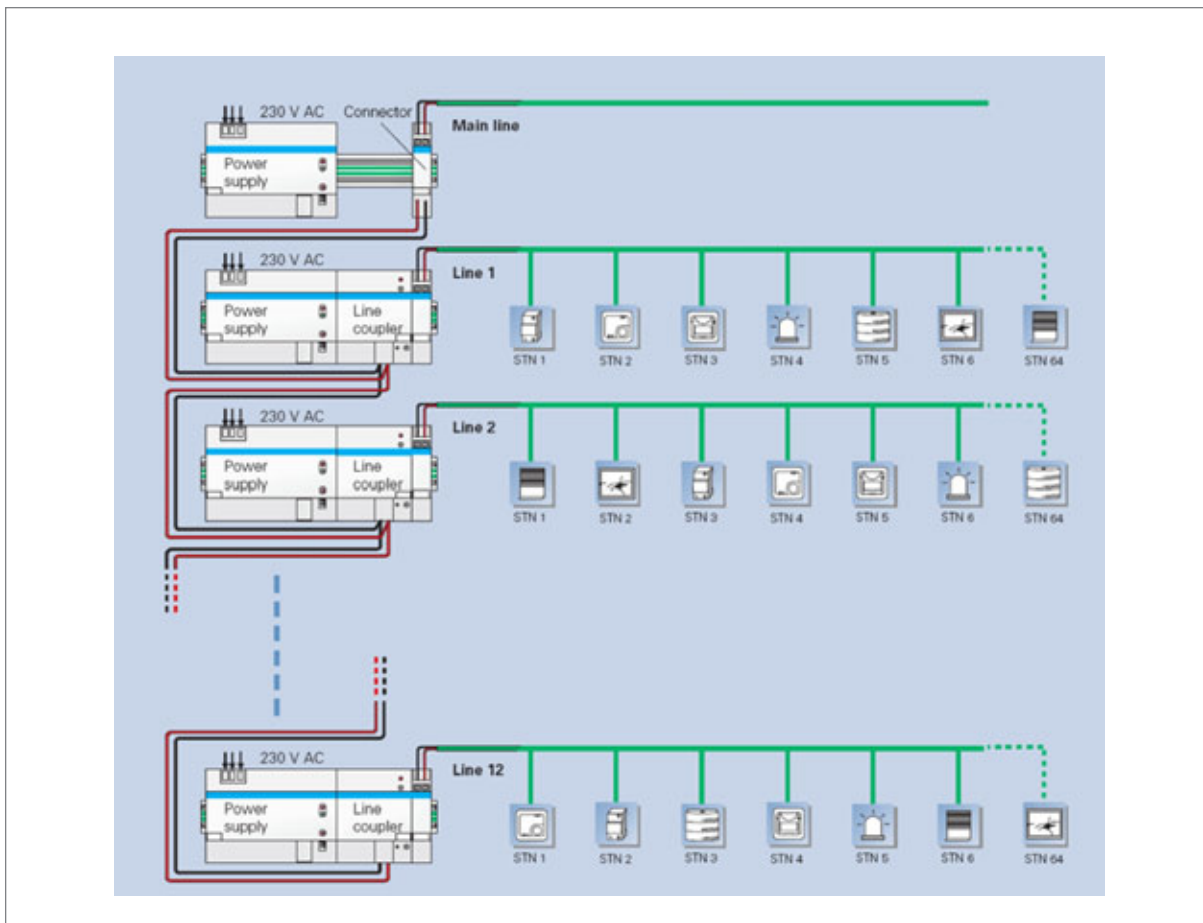 230 V AC Connector
Main line
Power
supply
230 V AC
Line 1
Power Line
supply coupler
STN 1 STN 2 STN 3 STN 4 STN 5 STN 6 STN 64
230 V AC
Line 2
Power Line
supply coupler
STN 1 STN 2 STN 3 STN 4 STN 5 STN 6 STN 64
230 V AC
Line 12
Power Line
supply coupler
STN 1 STN 2 STN 3 STN 4 STN 5 STN 6 STN 64